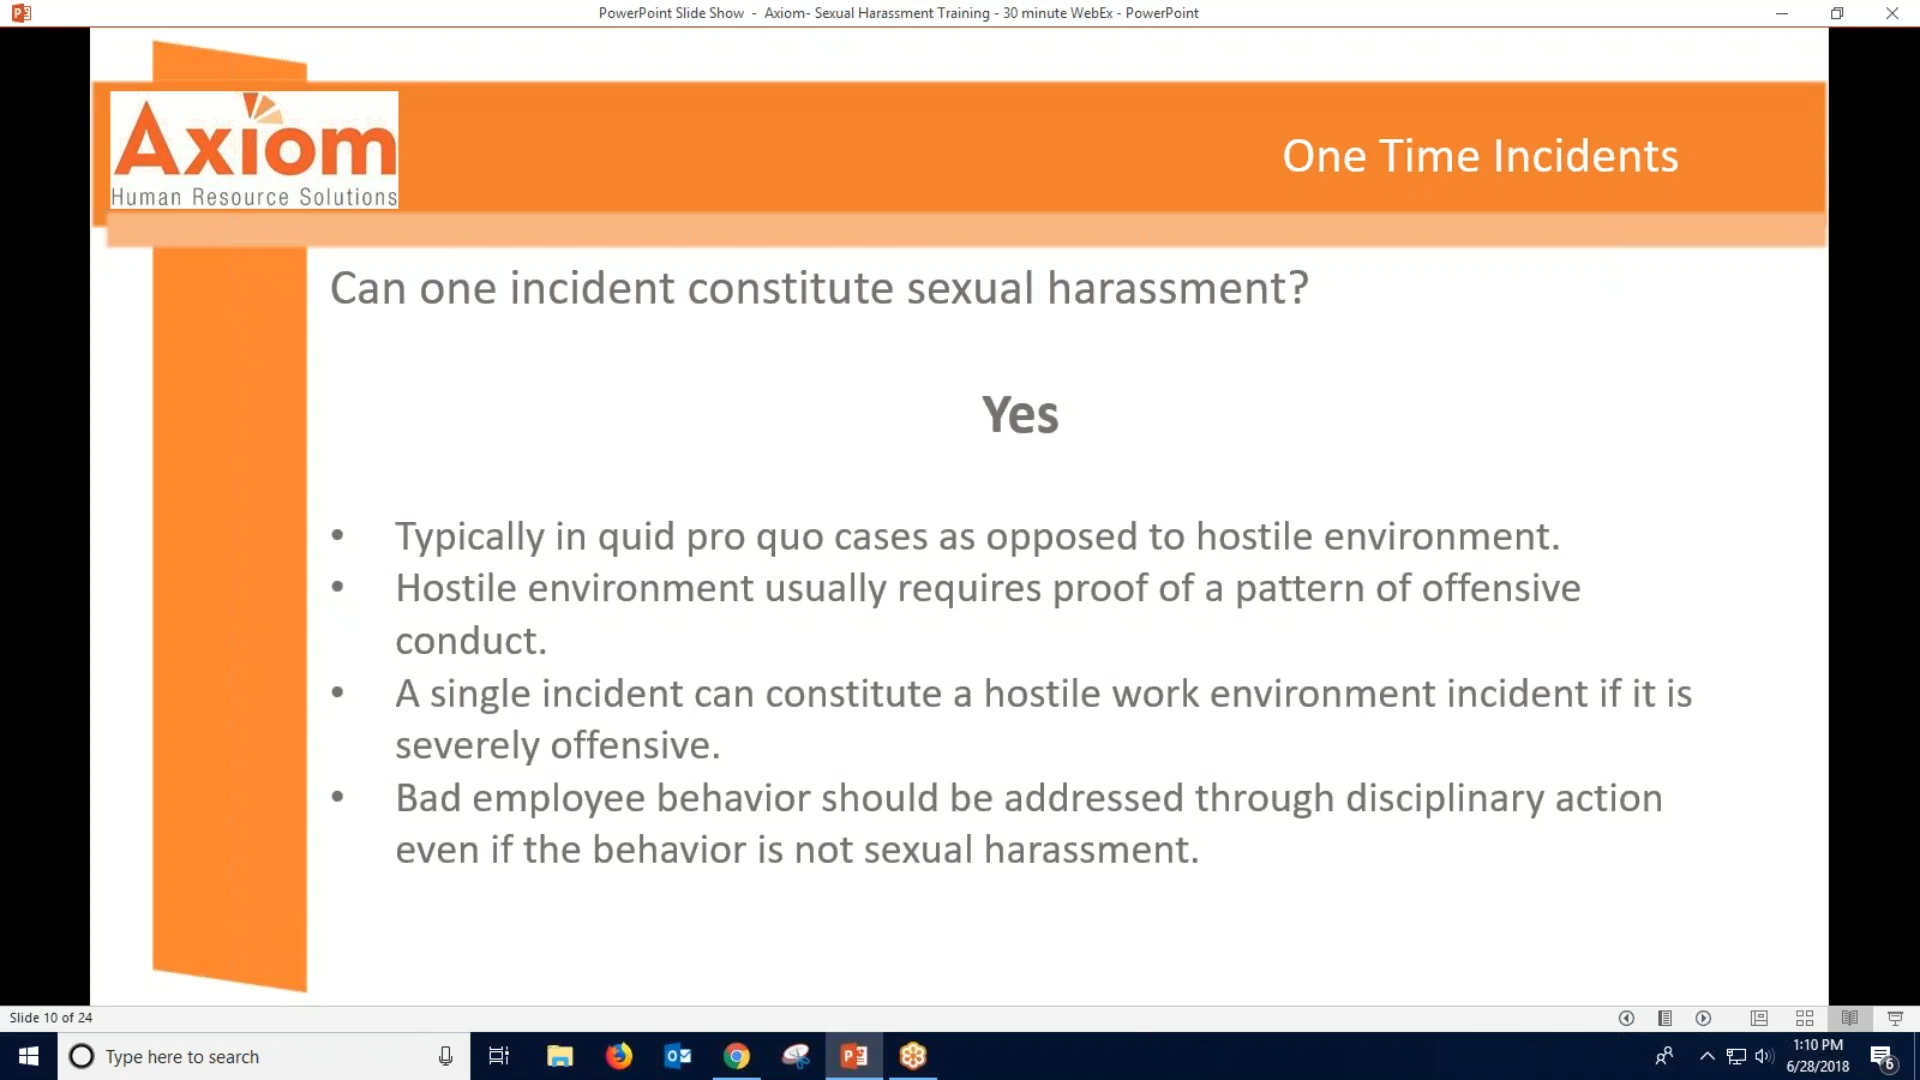 PowerPoint Slide Show - Axiom- Sexual Harassment Training - 30 minute WebEx - PowerPoint
Axiom
Human Resource Solutions
One Time Incidents
Can one incident constitute sexual harassment?
Yes
• Typically in quid pro quo cases as opposed to hostile environment.
• Hostile environment usually requires proof of a pattern of offensive
conduct.
• A single incident can constitute a hostile work environment incident if it is
severely offensive.
• Bad employee behavior should be addressed through disciplinary action
even if the behavior is not sexual harassment.
Slide 10 of 24
Type here to search
1:10 PM
6/28/2018
6